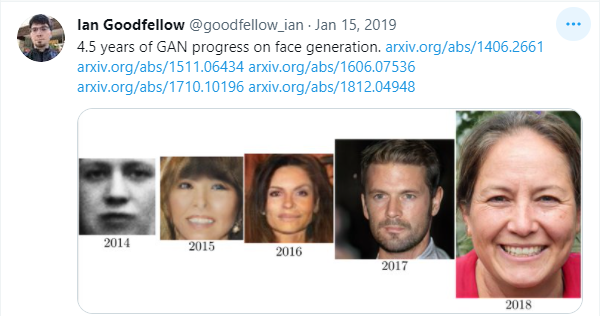 Ian Goodfellow @goodfellow_ian · Jan 15, 2019
4.5 years of GAN progress on face generation. arxiv.org/abs/1406.2661
arxiv.org/abs/1511.06434 arxiv.org/abs/1606.07536
arxiv.org/abs/1710.10196 arxiv.org/abs/1812.04948
2014
2015
2016
2017
2018